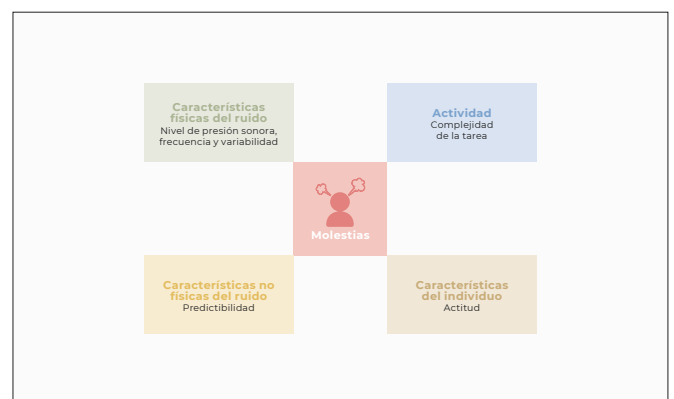 Características
físicas del ruido
Nivel de presión sonora,
frecuencia y variabilidad
Actividad
Complejidad
de la tarea
Molestias
Características no
físicas del ruido
Predictibilidad
Características
del individuo
Actitud